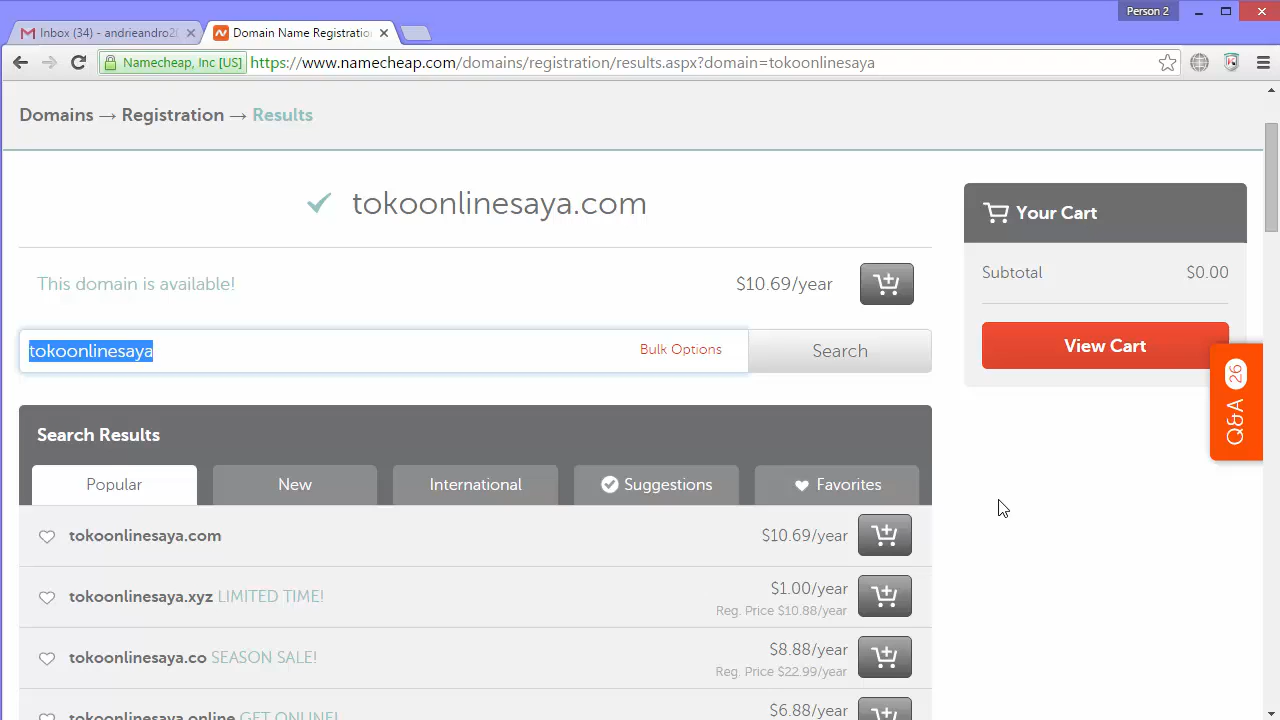 Person 2
Inbox (34) - andrieandro2
Domain Name Registratio
Namecheap, Inc [US] https://www.namecheap.com/domains/registration/results.aspx?domain=tokoonlinesaya
Domains → Registration → Results
tokoonlinesaya.com
Your Cart
This domain is available! $10.69/year
Subtotal $0.00
tokoonlinesaya Bulk Options Search
View Cart
Q&A 26
Search Results
Popular New International Suggestions Favorites
tokoonlinesaya.com $10.69/year
tokoonlinesaya.xyz LIMITED TIME! $1.00/year
Reg. Price $10.88/year
tokoonlinesaya.co SEASON SALE! $8.88/year
Reg. Price $22.99/year
tokoonlinesaya.online GET ONLINE! $6.88/year